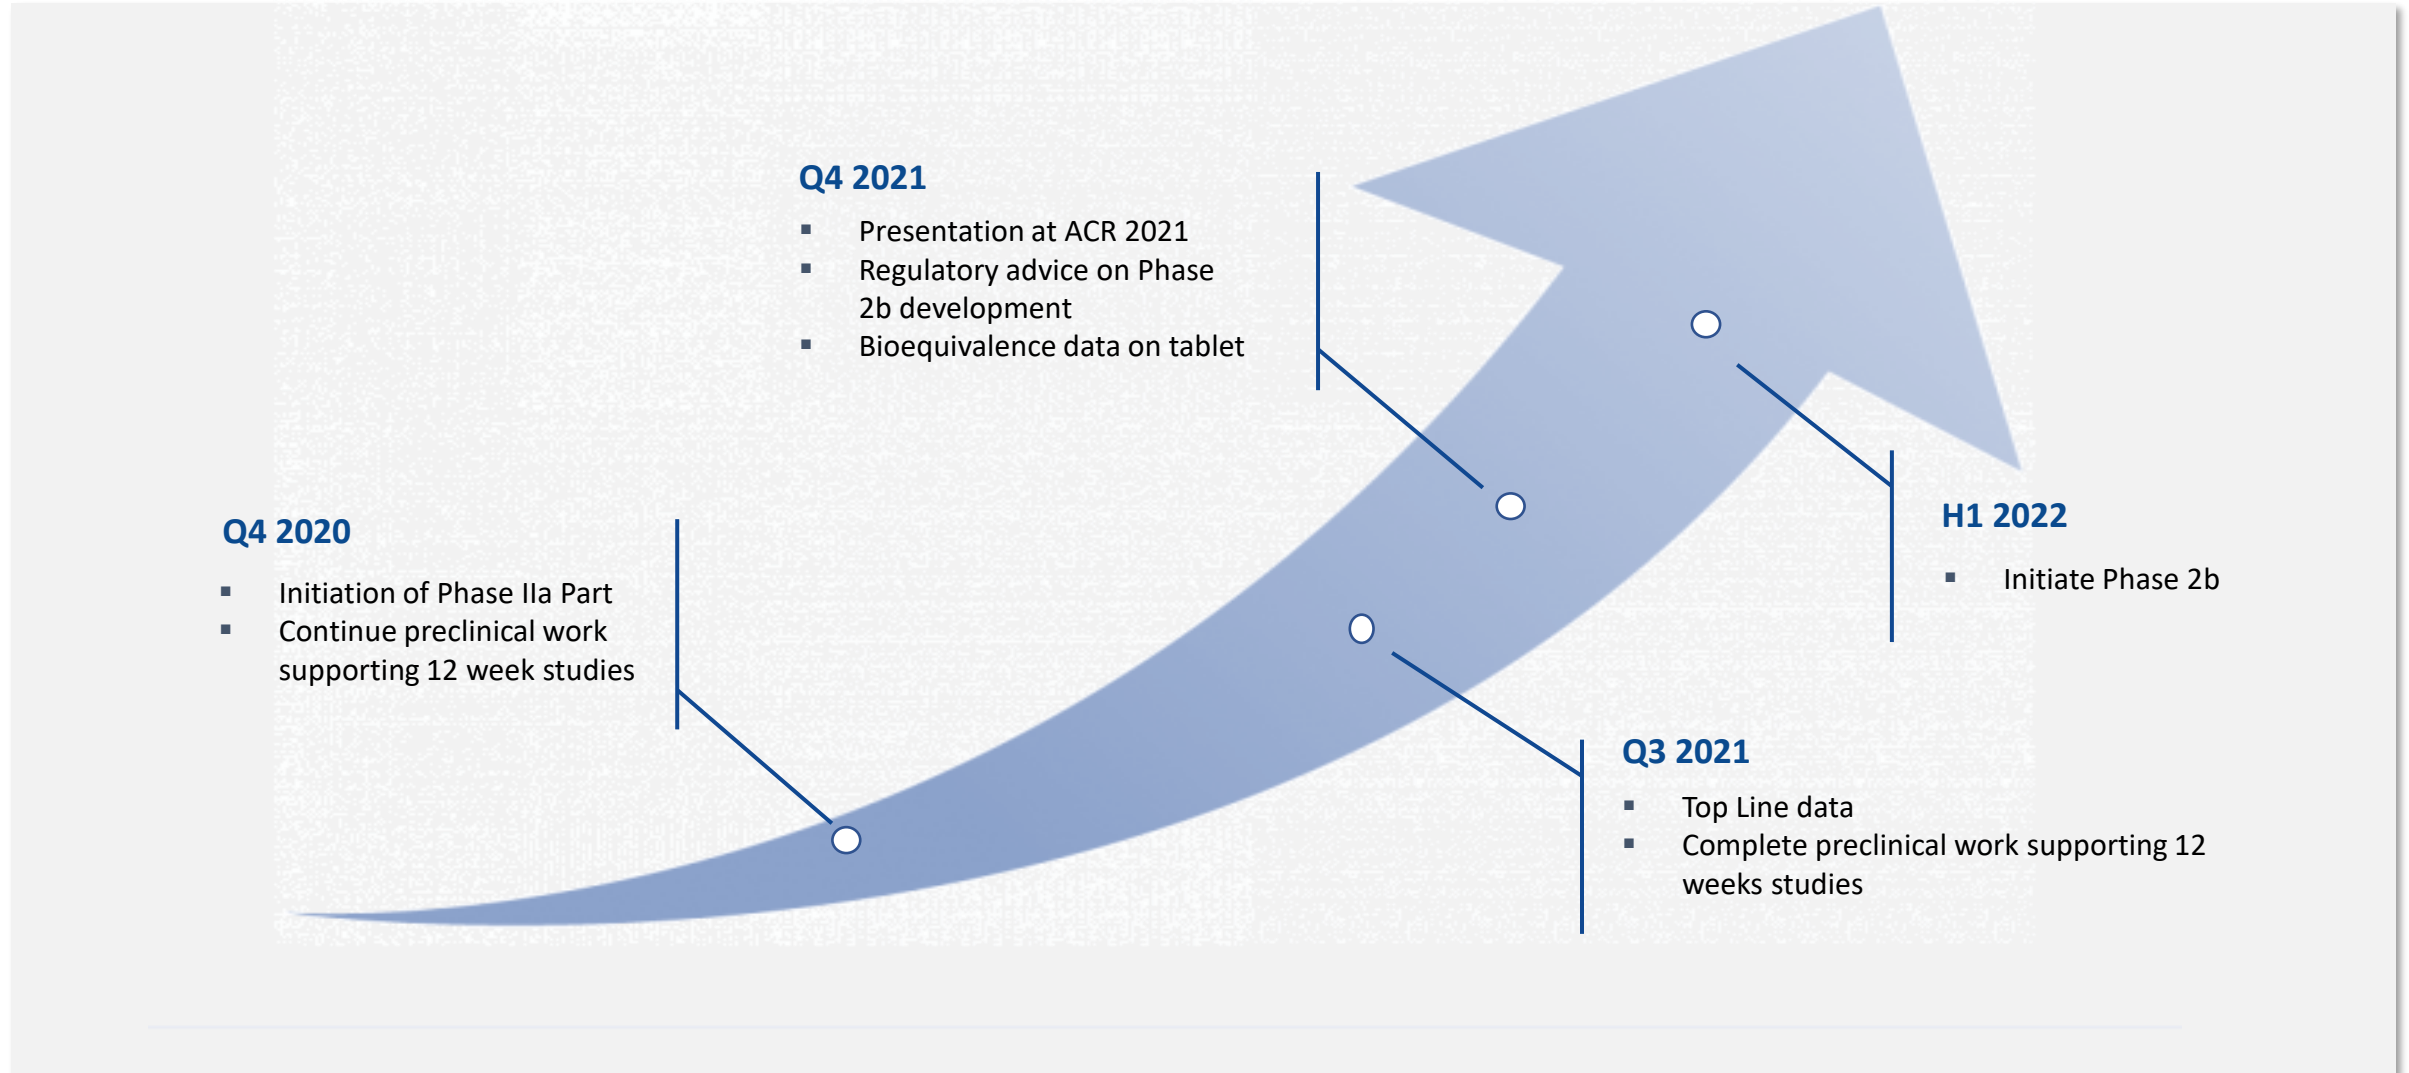 Q4 2021
▪ Presentation at ACR 2021
▪ Regulatory advice on Phase
2b development
▪ Bioequivalence data on tablet
Q4 2020
▪ Initiation of Phase IIa Part
▪ Continue preclinical work
supporting 12 week studies
H1 2022
▪ Initiate Phase 2b
Q3 2021
▪ Top Line data
▪ Complete preclinical work supporting 12
weeks studies